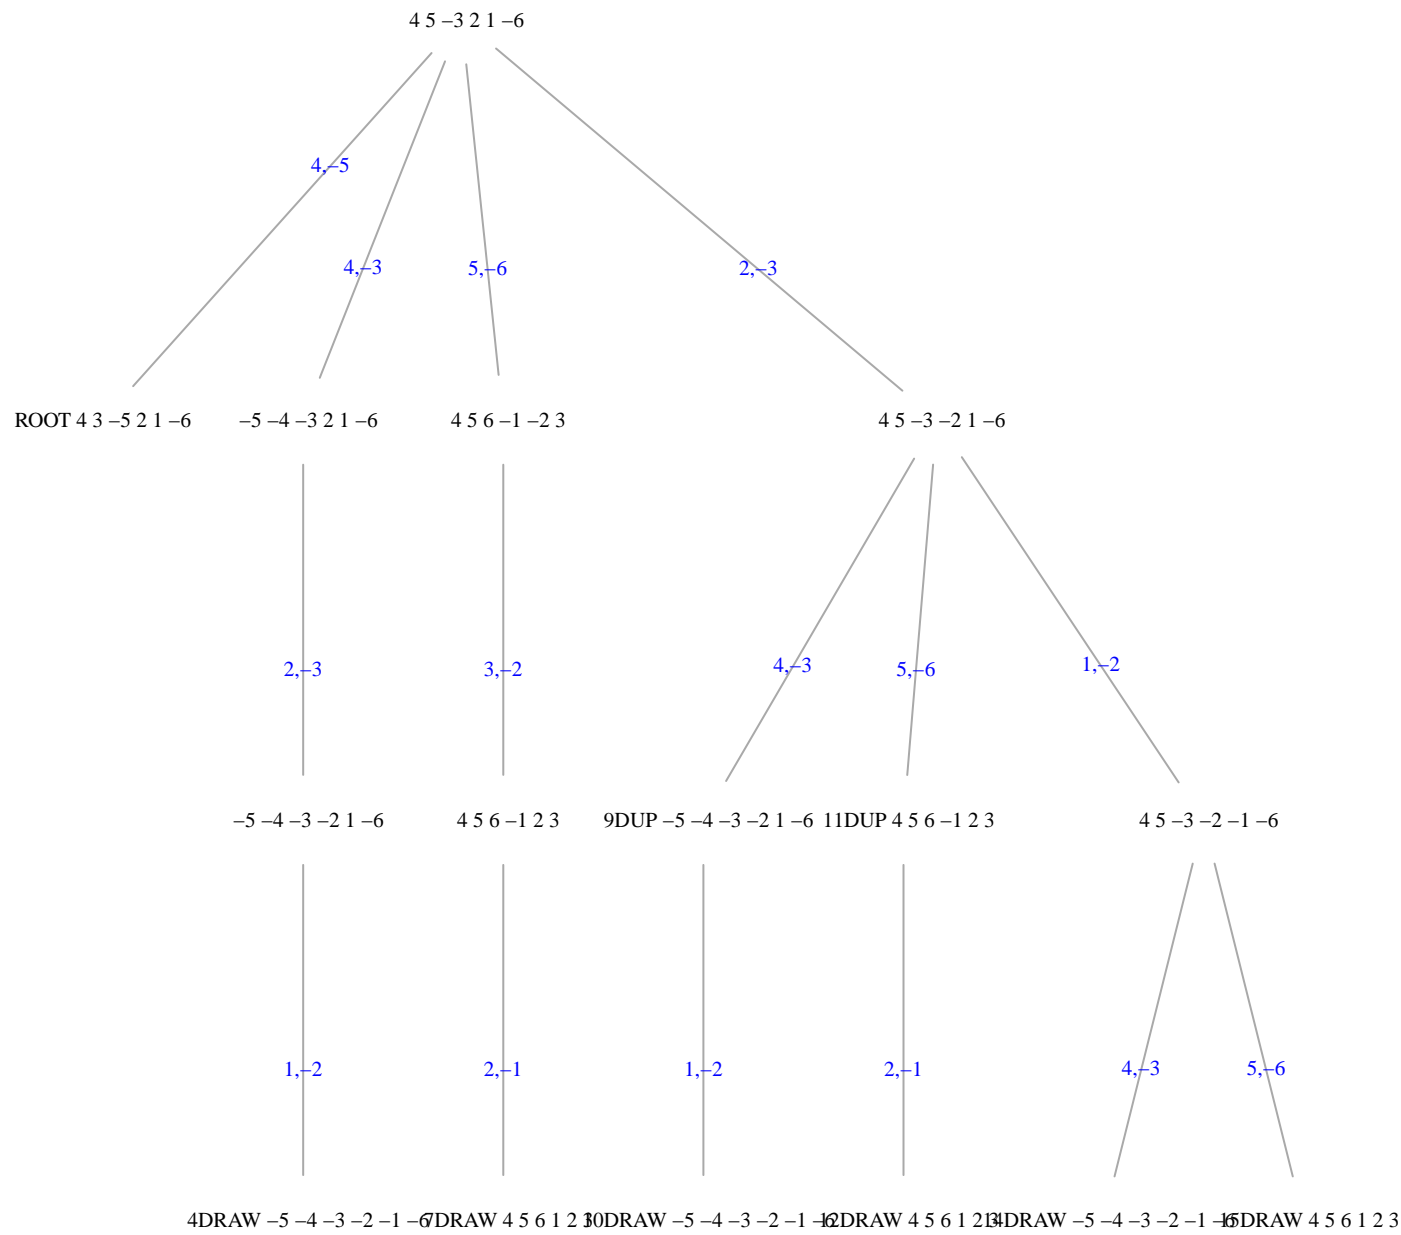 4 5 –3 2 1 –6
4,–5
4,–3
5,–6
2,–3
ROOT 4 3 –5 2 1 –6
–5 –4 –3 2 1 –6
4 5 6 –1 –2 3
4 5 –3 –2 1 –6
2,–3
3,–2
4,–3
5,–6
1,–2
–5 –4 –3 –2 1 –6
4 5 6 –1 2 3
9DUP –5 –4 –3 –2 1 –6
11DUP 4 5 6 –1 2 3
4 5 –3 –2 –1 –6
1,–2
2,–1
1,–2
2,–1
4,–3
5,–6
4DRAW –5 –4 –3 –2 –1 –6
7DRAW 4 5 6 1 2 3
10DRAW –5 –4 –3 –2 –1 –6
12DRAW 4 5 6 1 2 3
14DRAW –5 –4 –3 –2 –1 –6
15DRAW 4 5 6 1 2 3